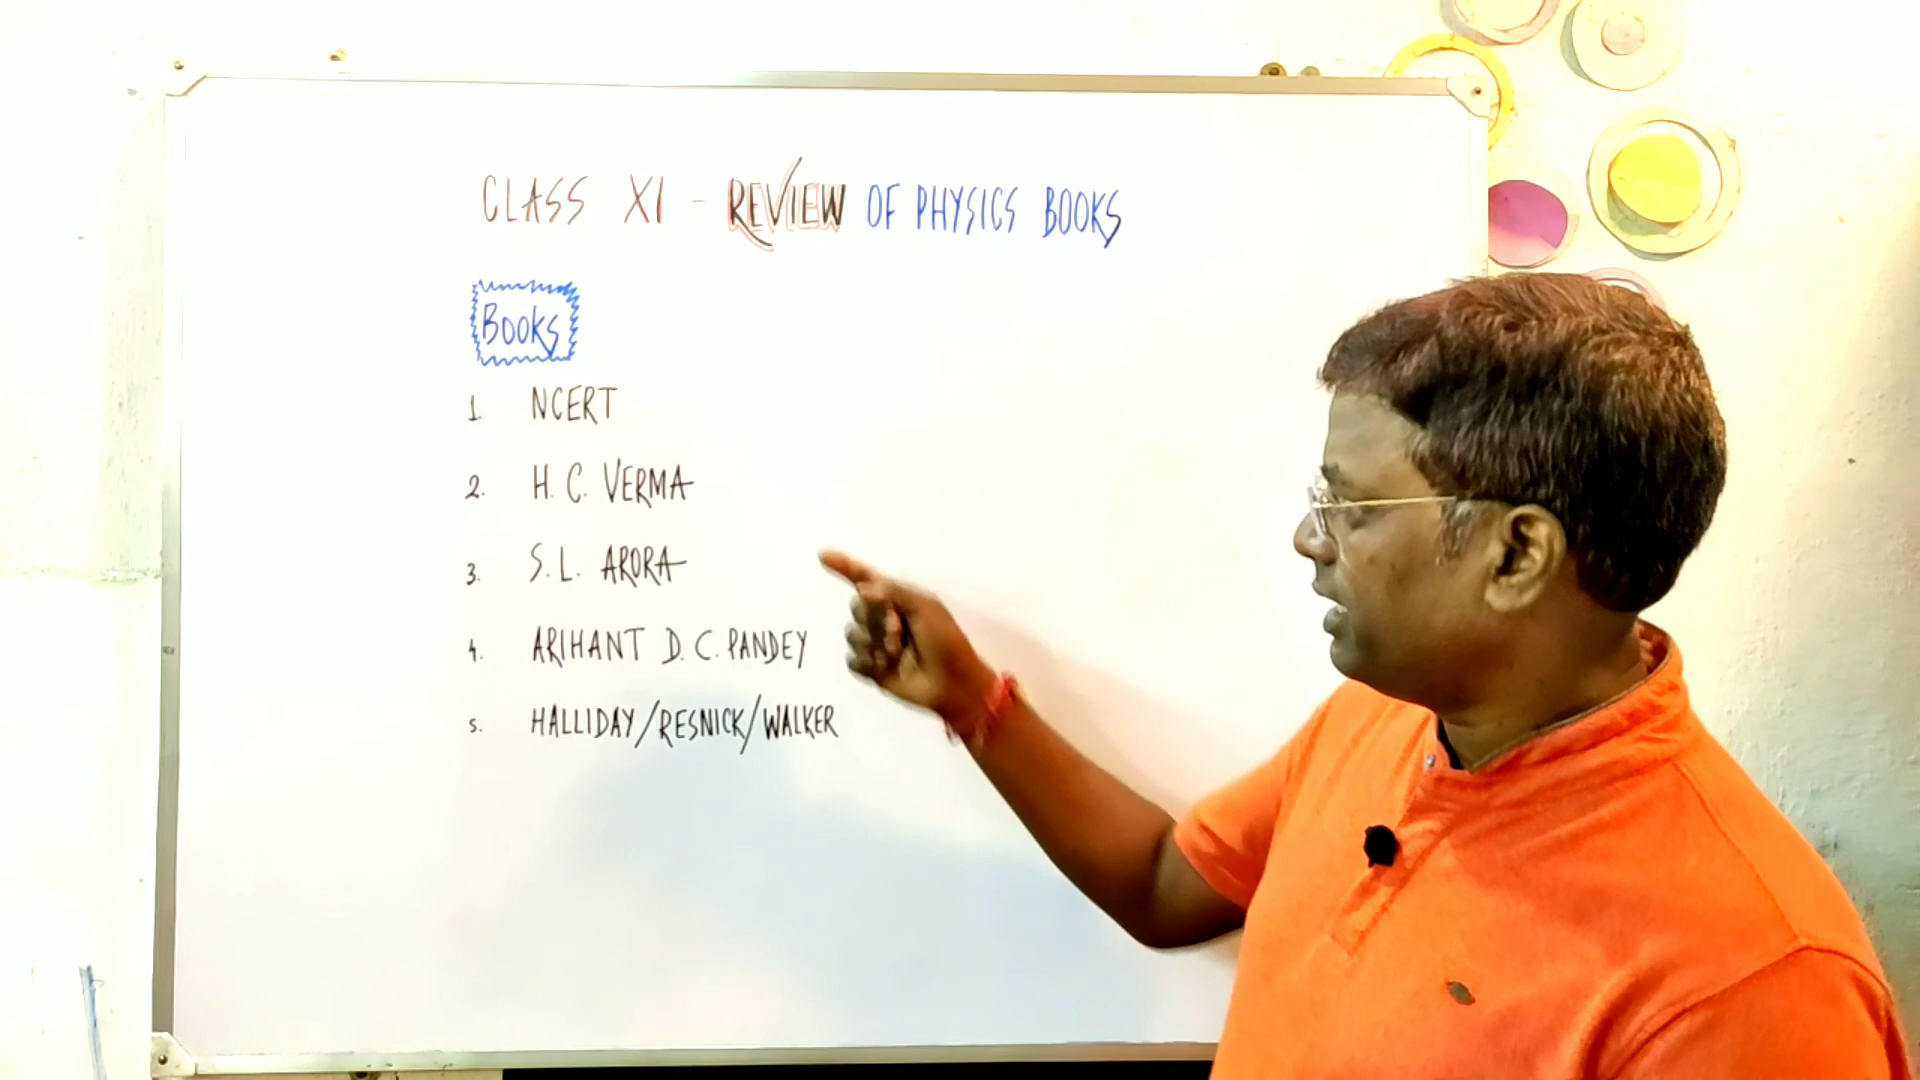 CLASS XI - REVIEW OF PHYSICS BOOKS
Books
1. NCERT
2. H. C. VERMA
3. S. L. ARORA
4. ARIHANT D. C. PANDEY
5. HALLIDAY/RESNICK/WALKER